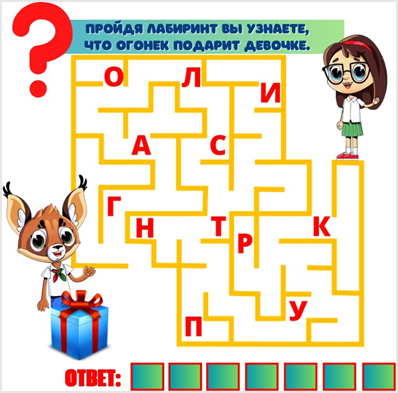 ПРОЙДЯ ЛАБИРИНТ ВЫ УЗНАЕТЕ,
ЧТО ОГОНЕК ПОДАРИТ ДЕВОЧКЕ.
?
О Л
И
А С
Г
Н Т К
Р
П У
ОТВЕТ: